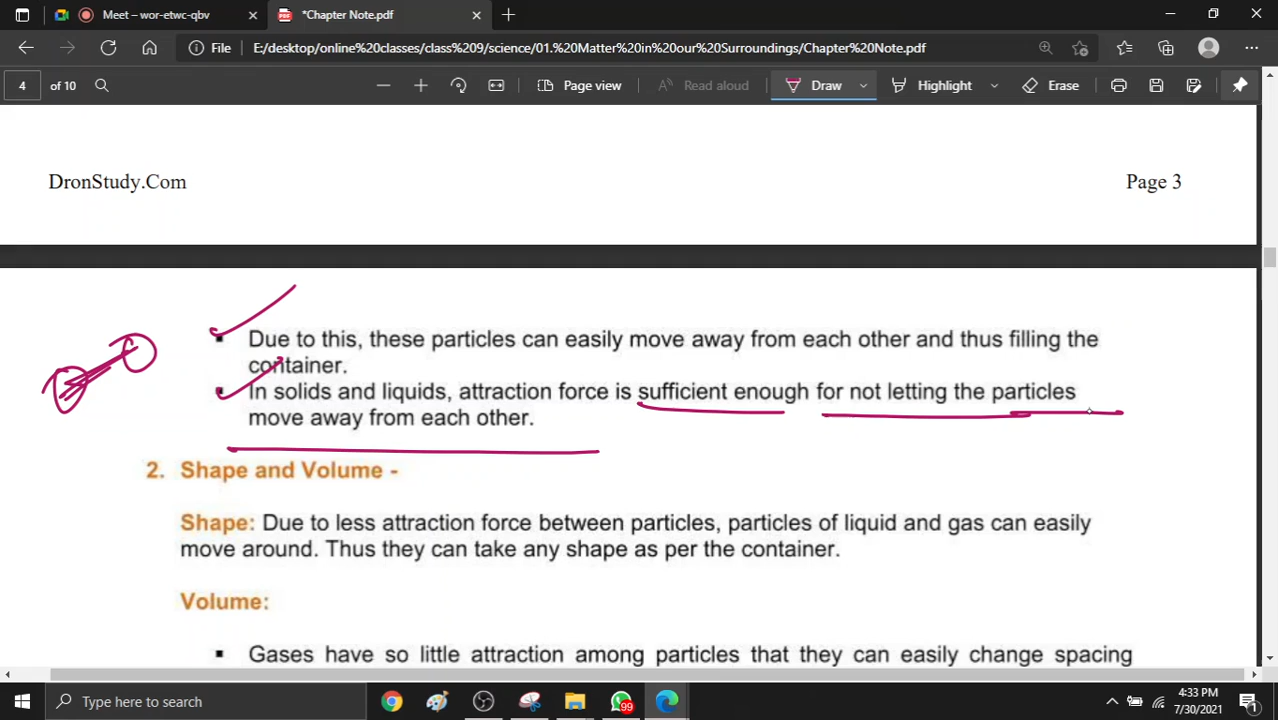 Meet – wor-etwc-qbv
*Chapter Note.pdf
File
E:/desktop/online%20classes/class%209/science/01.%20Matter%20in%20our%20Surroundings/Chapter%20Note.pdf
4 of 10
Page view
Read aloud
Draw
Highlight
Erase
DronStudy.Com
Page 3
▪ Due to this, these particles can easily move away from each other and thus filling the
container.
▪ In solids and liquids, attraction force is sufficient enough for not letting the particles
move away from each other.
2. Shape and Volume -
Shape: Due to less attraction force between particles, particles of liquid and gas can easily
move around. Thus they can take any shape as per the container.
Volume:
▪ Gases have so little attraction among particles that they can easily change spacing
Type here to search
99
4:33 PM
7/30/2021
1